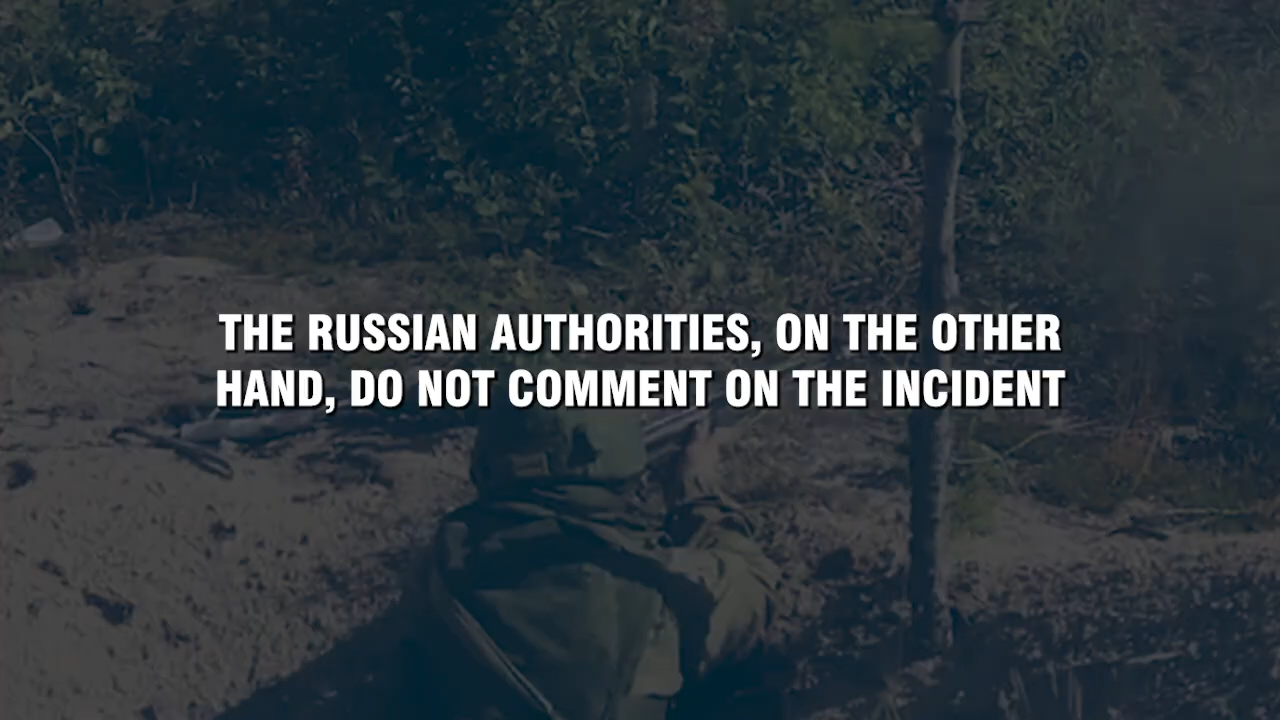 THE RUSSIAN AUTHORITIES, ON THE OTHER
HAND, DO NOT COMMENT ON THE INCIDENT